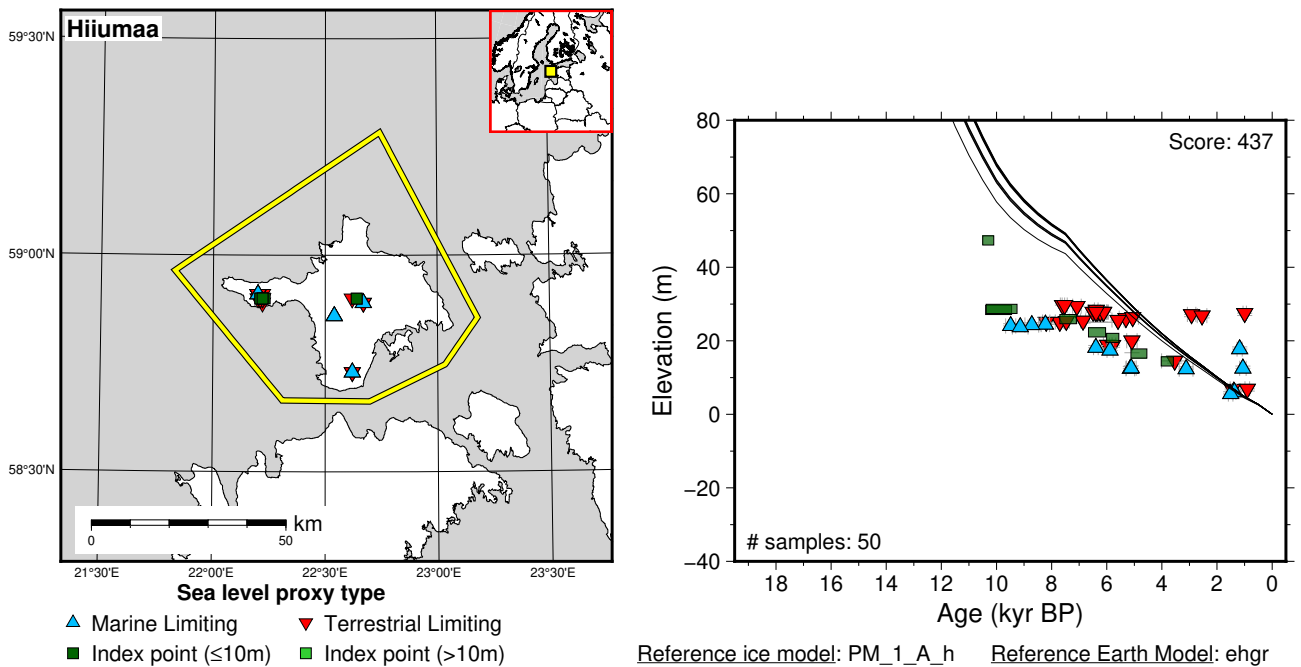 Hiiumaa
59°30'N
59°00'N
58°30'N
km
0 50
21°30'E 22°00'E 22°30'E 23°00'E 23°30'E
Sea level proxy type
Marine Limiting Terrestrial Limiting
Index point (≤10m) Index point (>10m)
Score: 437
80
60
40
20
0
−20
−40
Elevation (m)
# samples: 50
18 16 14 12 10 8 6 4 2 0
Age (kyr BP)
Reference ice model: PM_1_A_h Reference Earth Model: ehgr